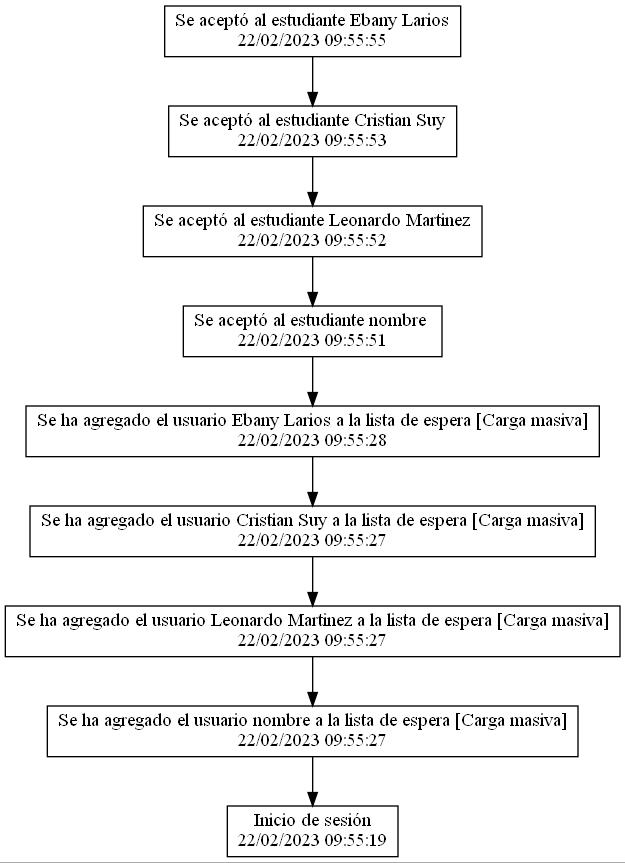 Se aceptó al estudiante Ebany Larios
22/02/2023 09:55:55
Se aceptó al estudiante Cristian Suy
22/02/2023 09:55:53
Se aceptó al estudiante Leonardo Martinez
22/02/2023 09:55:52
Se aceptó al estudiante nombre
22/02/2023 09:55:51
Se ha agregado el usuario Ebany Larios a la lista de espera [Carga masiva]
22/02/2023 09:55:28
Se ha agregado el usuario Cristian Suy a la lista de espera [Carga masiva]
22/02/2023 09:55:27
Se ha agregado el usuario Leonardo Martinez a la lista de espera [Carga masiva]
22/02/2023 09:55:27
Se ha agregado el usuario nombre a la lista de espera [Carga masiva]
22/02/2023 09:55:27
Inicio de sesión
22/02/2023 09:55:19